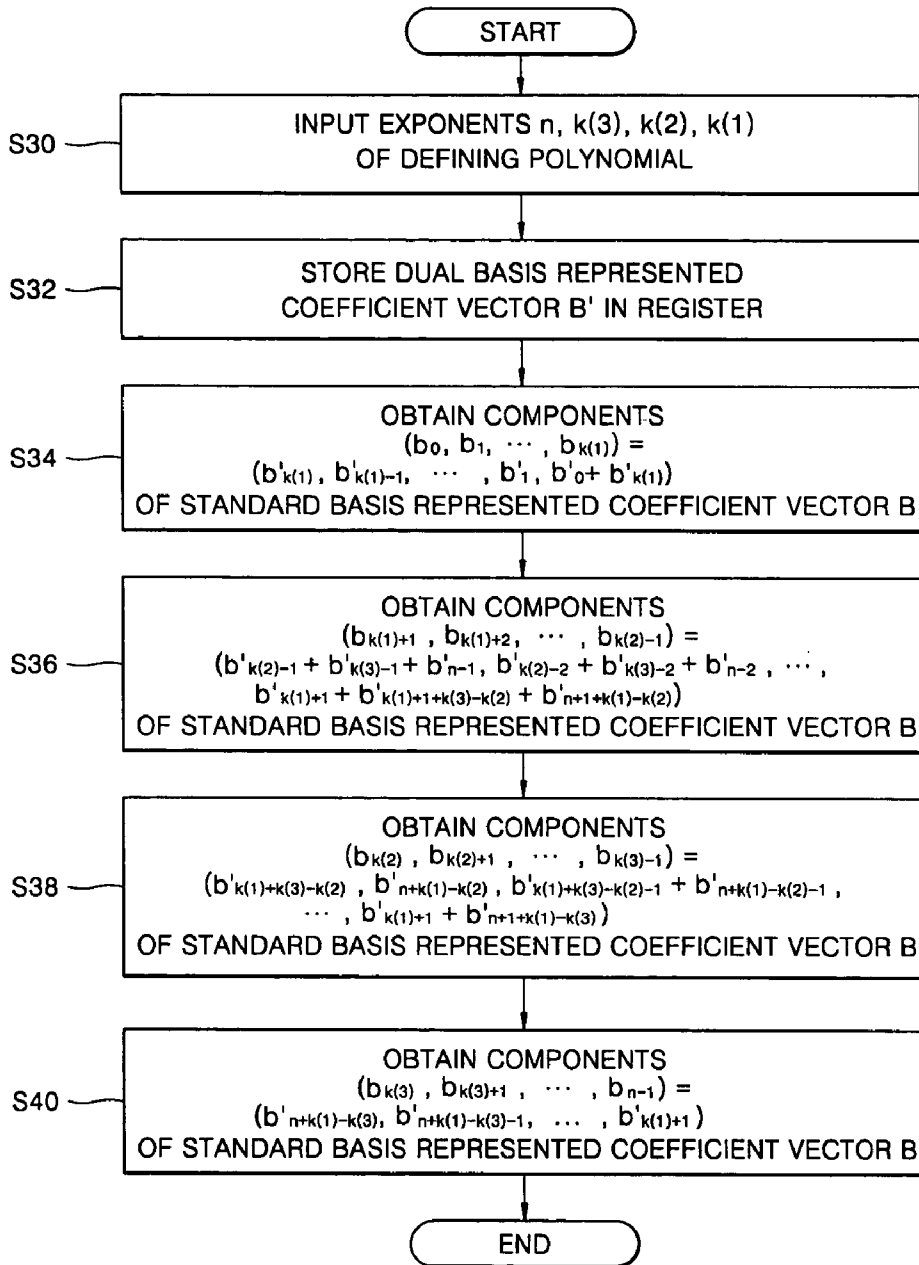 START
S30
INPUT EXPONENTS n, k(3), k(2), k(1)
OF DEFINING POLYNOMIAL
S32
STORE DUAL BASIS REPRESENTED
COEFFICIENT VECTOR B' IN REGISTER
S34
OBTAIN COMPONENTS
(b0, b1, ⋯ , bk(1)) =
(b'k(1), b'k(1)-1, ⋯ , b'1, b'0+ b'k(1))
OF STANDARD BASIS REPRESENTED COEFFICIENT VECTOR B
S36
OBTAIN COMPONENTS
(bk(1)+1 , bk(1)+2, ⋯ , bk(2)-1) =
(b'k(2)-1 + b'k(3)-1 + b'n-1, b'k(2)-2 + b'k(3)-2 + b'n-2 , ⋯ ,
b'k(1)+1 + b'k(1)+1+k(3)-k(2) + b'n+1+k(1)-k(2))
OF STANDARD BASIS REPRESENTED COEFFICIENT VECTOR B
S38
OBTAIN COMPONENTS
(bk(2) , bk(2)+1 , ⋯ , bk(3)-1) =
(b'k(1)+k(3)-k(2) , b'n+k(1)-k(2) , b'k(1)+k(3)-k(2)-1 + b'n+k(1)-k(2)-1 ,
⋯ , b'k(1)+1 + b'n+1+k(1)-k(3))
OF STANDARD BASIS REPRESENTED COEFFICIENT VECTOR B
S40
OBTAIN COMPONENTS
(bk(3) , bk(3)+1 , ⋯ , bn-1) =
(b'n+k(1)-k(3), b'n+k(1)-k(3)-1, ... , b'k(1)+1)
OF STANDARD BASIS REPRESENTED COEFFICIENT VECTOR B
END